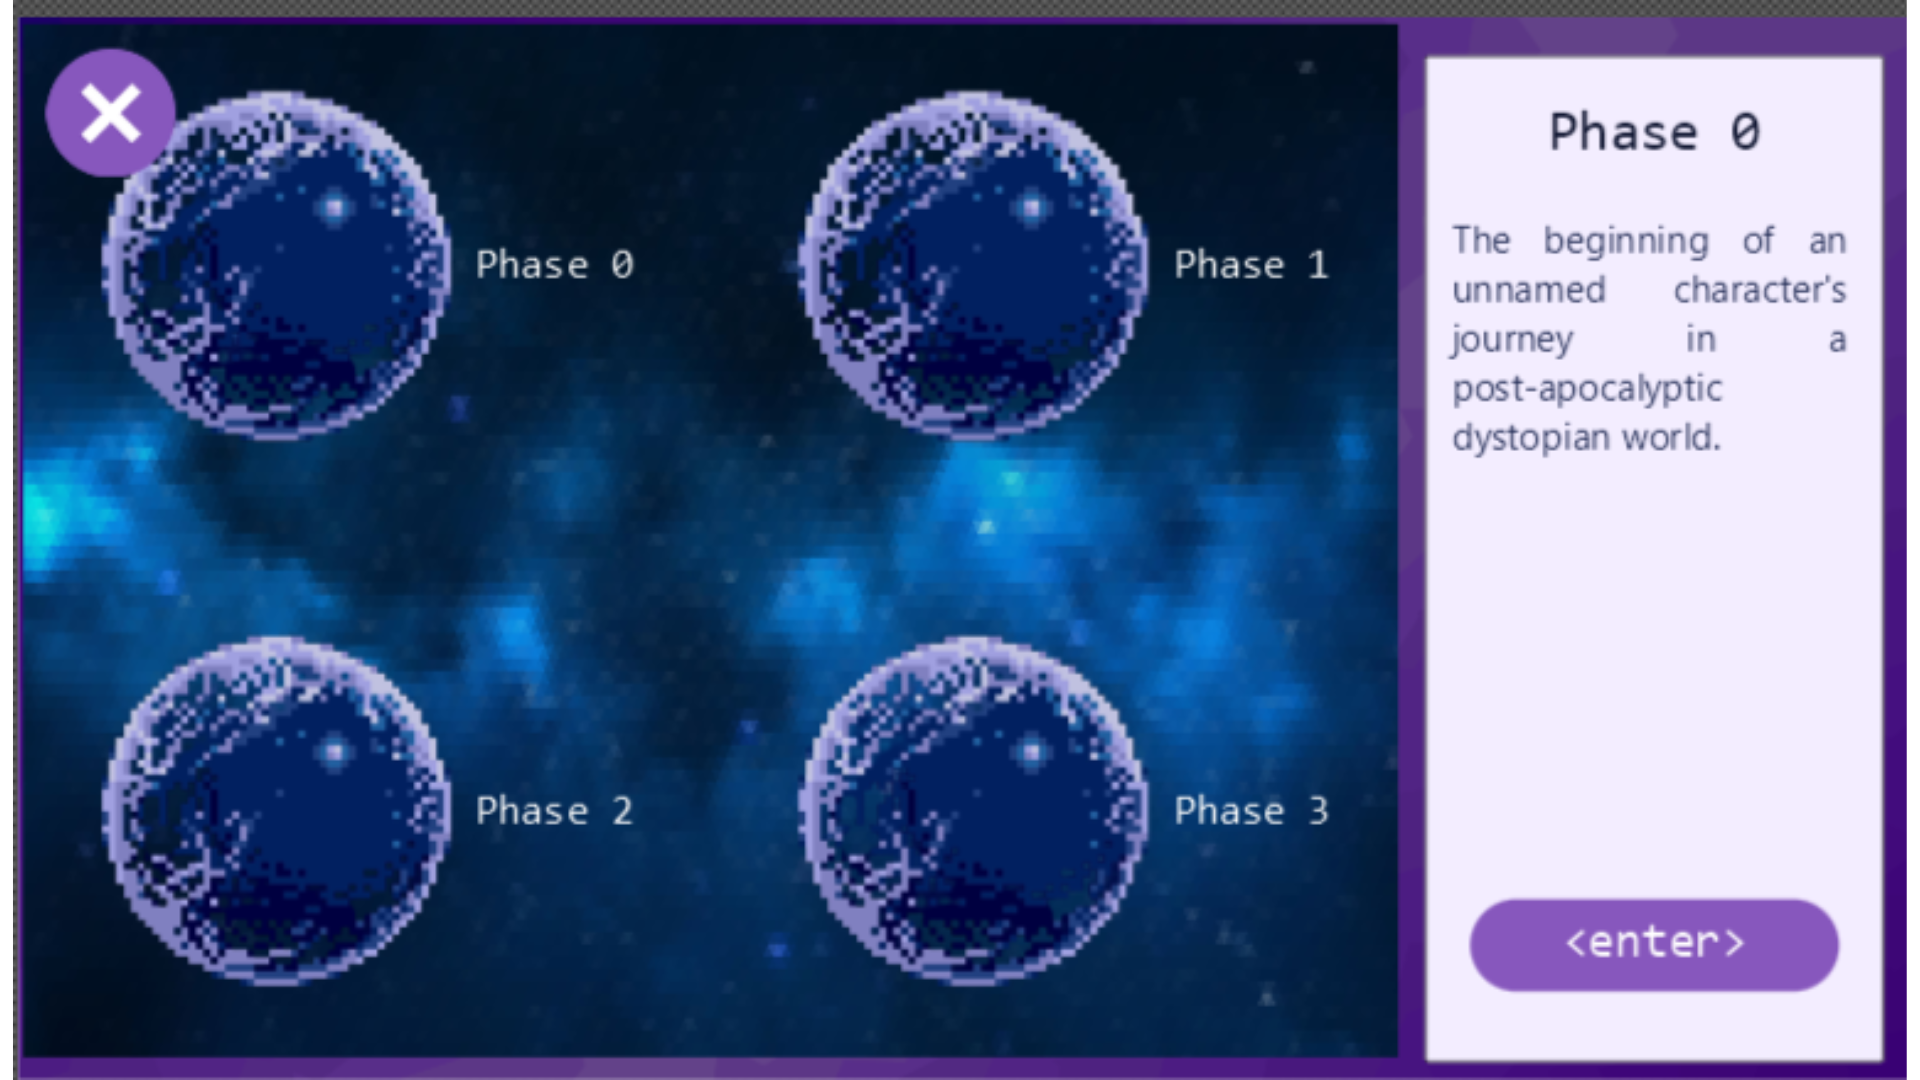 Phase 0
Phase 1
Phase 2
Phase 3
Phase 0
The beginning of an
unnamed character's
journey in a
post-apocalyptic
dystopian world.
<enter>